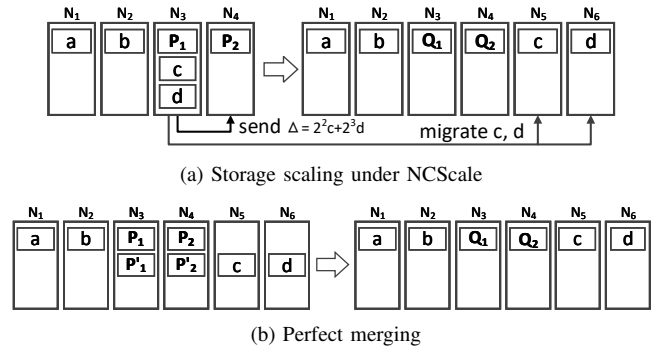 N₁ N₂ N₃ N₄ N₁ N₂ N₃ N₄ N₅ N₆
a b P₁ P₂ a b Q₁ Q₂ c d
c
d
send Δ = 2²c+2³d migrate c, d
(a) Storage scaling under NCScale
N₁ N₂ N₃ N₄ N₅ N₆ N₁ N₂ N₃ N₄ N₅ N₆
a b P₁ P₂ a b Q₁ Q₂ c d
P'₁ P'₂ c d
(b) Perfect merging